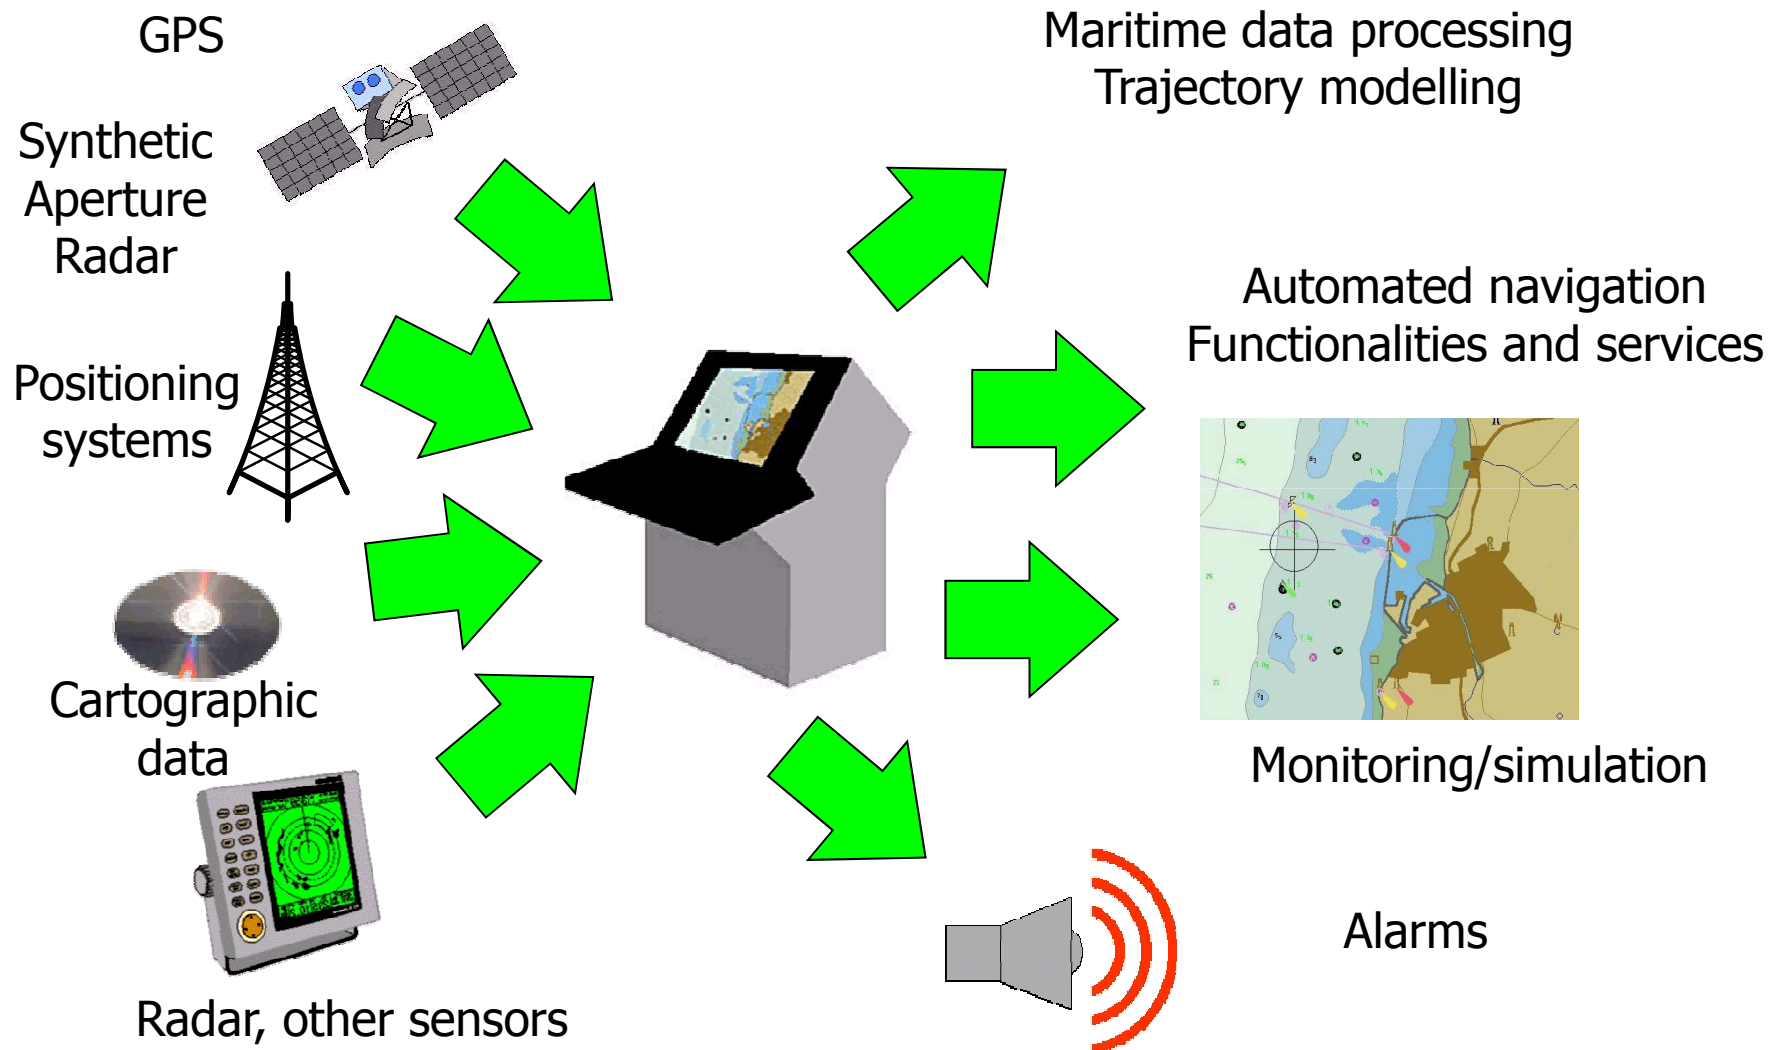 GPS
Synthetic
Aperture
Radar
Positioning
systems
Cartographic
data
Radar, other sensors
Maritime data processing
Trajectory modelling
Automated navigation
Functionalities and services
Monitoring/simulation
Alarms